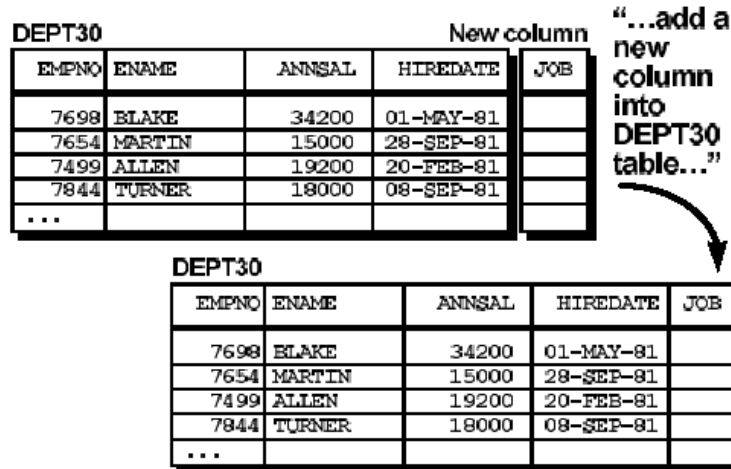 DEPT30 New column
EMPNO ENAME ANNSAL HIREDATE JOB
7698 BLAKE 34200 01-MAY-81
7654 MARTIN 15000 28-SEP-81
7499 ALLEN 19200 20-FEB-81
7844 TURNER 18000 08-SEP-81
...
“...add a
new
column
into
DEPT30
table...”
DEPT30
EMPNO ENAME ANNSAL HIREDATE JOB
7698 BLAKE 34200 01-MAY-81
7654 MARTIN 15000 28-SEP-81
7499 ALLEN 19200 20-FEB-81
7844 TURNER 18000 08-SEP-81
...